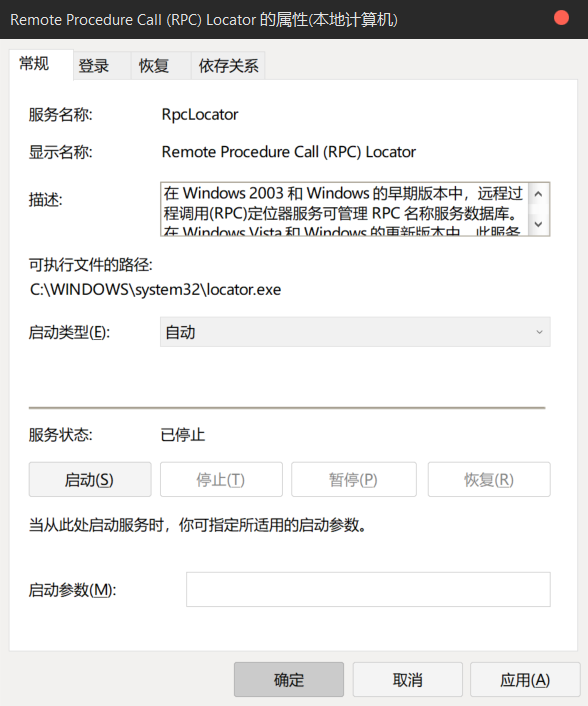 Remote Procedure Call (RPC) Locator 的属性(本地计算机)
常规 登录 恢复 依存关系
服务名称: RpcLocator
显示名称: Remote Procedure Call (RPC) Locator
描述: 在 Windows 2003 和 Windows 的早期版本中，远程过
程调用(RPC)定位器服务可管理 RPC 名称服务数据库。
在 Windows Vista 和 Windows 的更新版本中，此服务
可执行文件的路径:
C:\WINDOWS\system32\locator.exe
启动类型(E): 自动
服务状态: 已停止
启动(S) 停止(T) 暂停(P) 恢复(R)
当从此处启动服务时，你可指定所适用的启动参数。
启动参数(M):
确定 取消 应用(A)